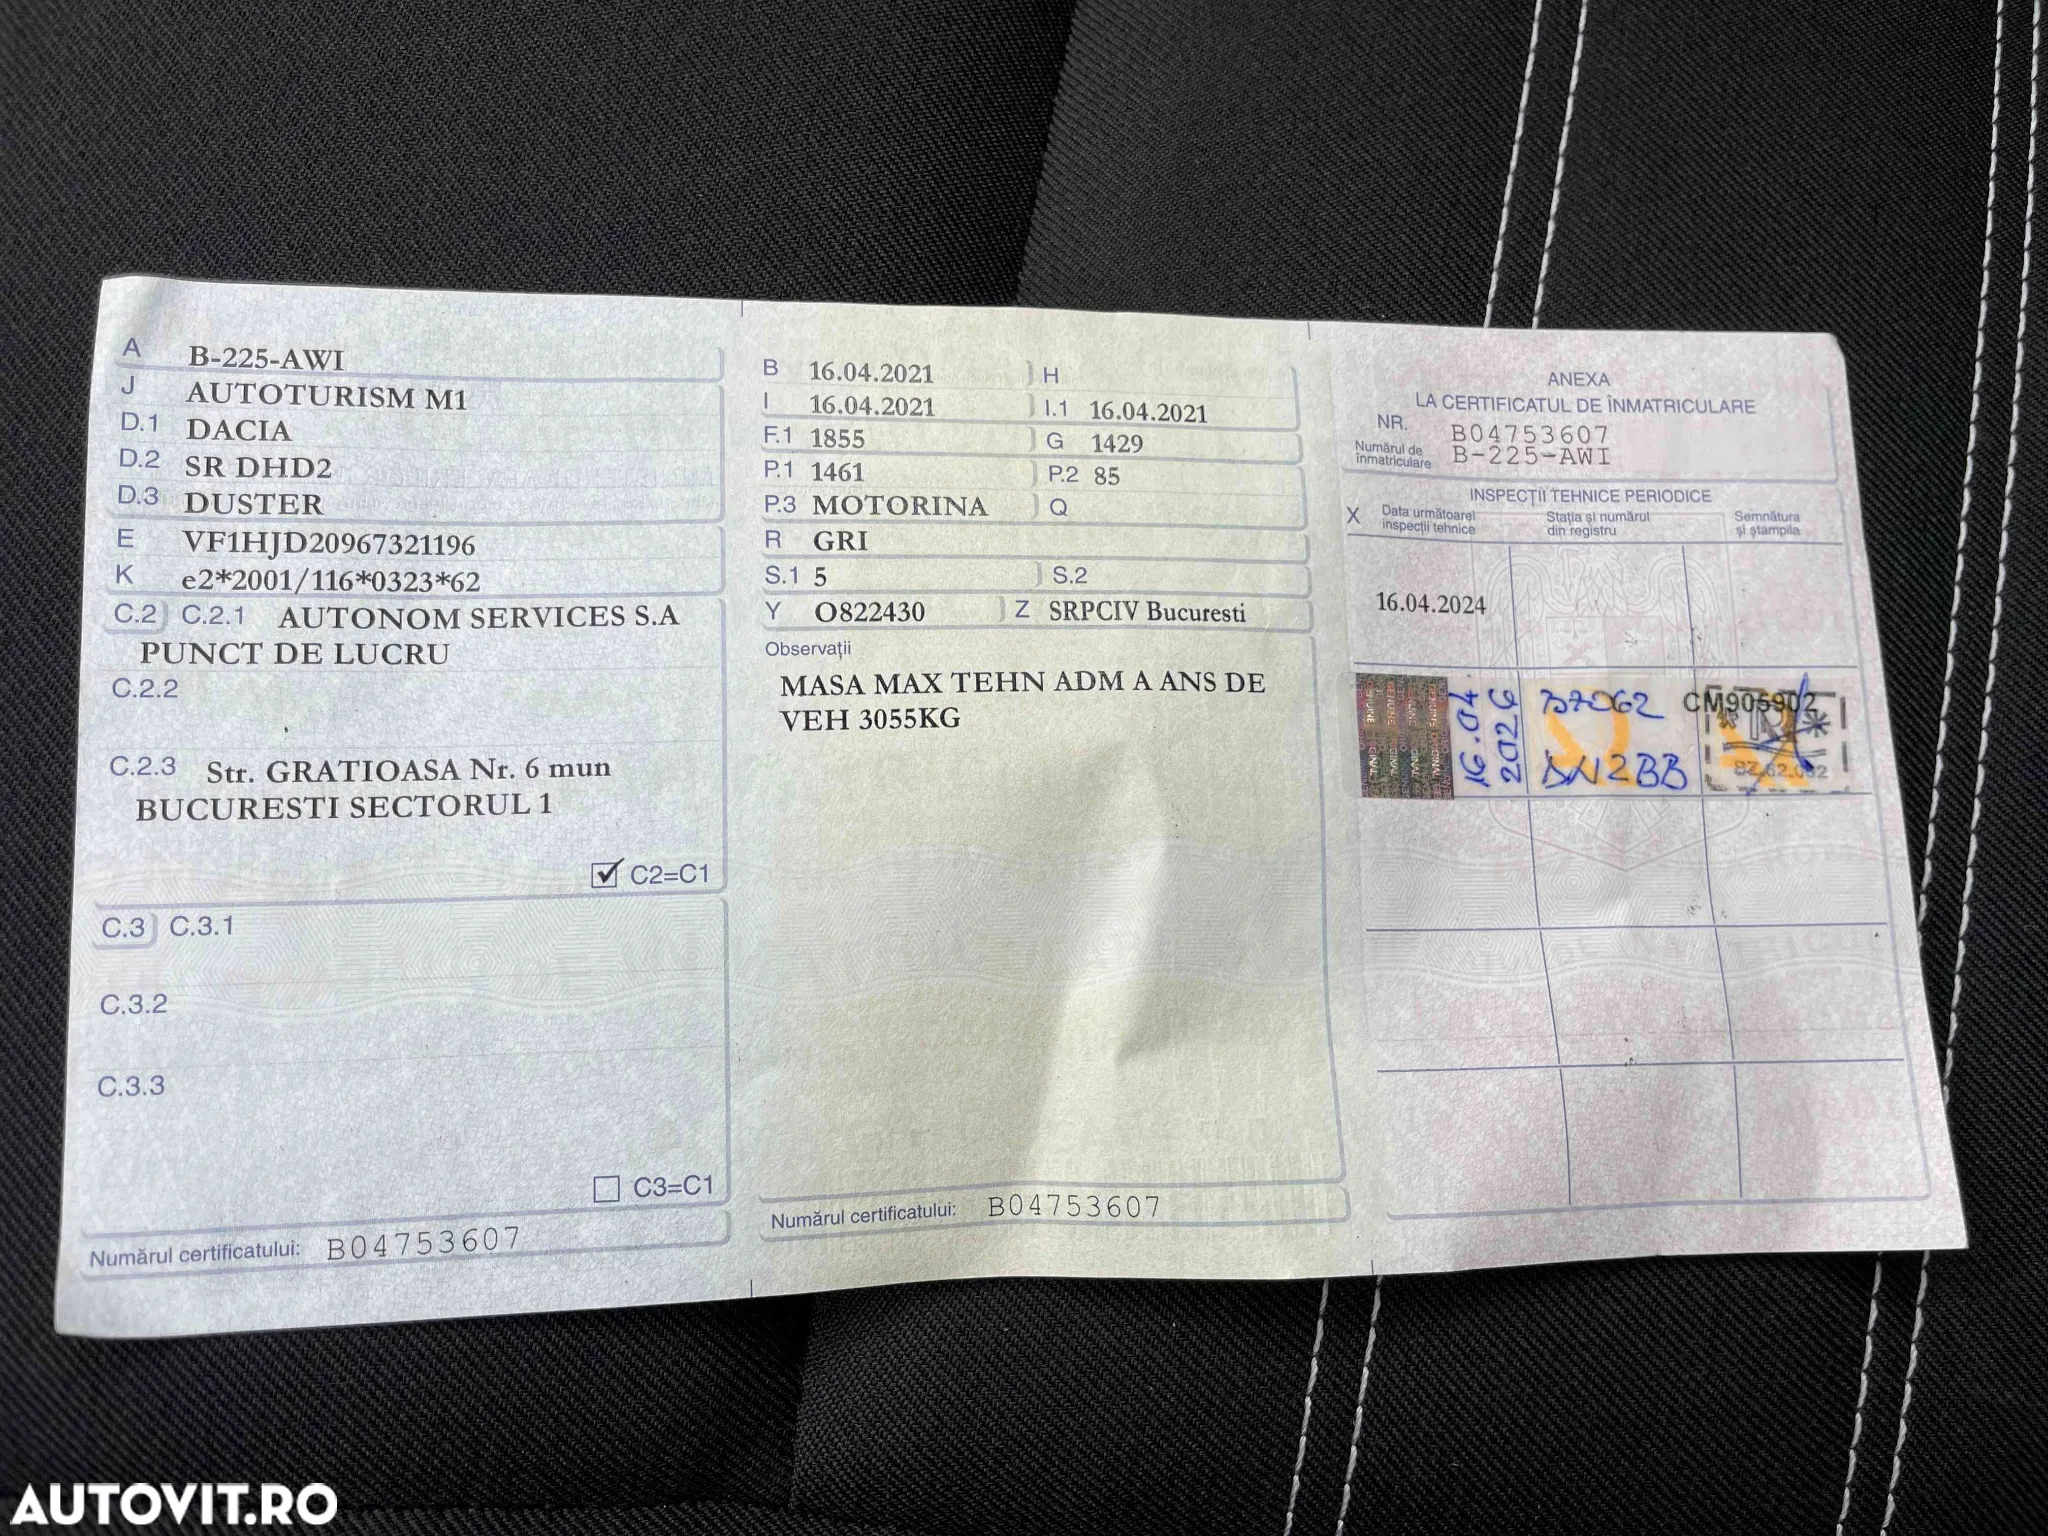 A B-225-AWI
J AUTOTURISM M1
D.1 DACIA
D.2 SR DHD2
D.3 DUSTER
E VF1HJD20967321196
K e2*2001/116*0323*62
C.2 C.2.1 AUTONOM SERVICES S.A
PUNCT DE LUCRU
C.2.2
C.2.3 Str. GRATIOASA Nr. 6 mun
BUCURESTI SECTORUL 1
C2=C1
C.3 C.3.1
C.3.2
C.3.3
C3=C1
Numărul certificatului: B04753607
B 16.04.2021 H
I 16.04.2021 I.1 16.04.2021
F.1 1855 G 1429
P.1 1461 P.2 85
P.3 MOTORINA Q
R GRI
S.1 5 S.2
Y O822430 Z SRPCIV Bucuresti
Observații
MASA MAX TEHN ADM A ANS DE
VEH 3055KG
Numărul certificatului: B04753607
ANEXA
LA CERTIFICATUL DE ÎNMATRICULARE
NR. B04753607
Numărul de
înmatriculare B-225-AWI
INSPECȚII TEHNICE PERIODICE
X Data următoarei
inspecții tehnice
Stația și numărul
din registru
Semnătura
și ștampila
16.04.2024
16.04
2026
CM905902
AUTOVIT.RO